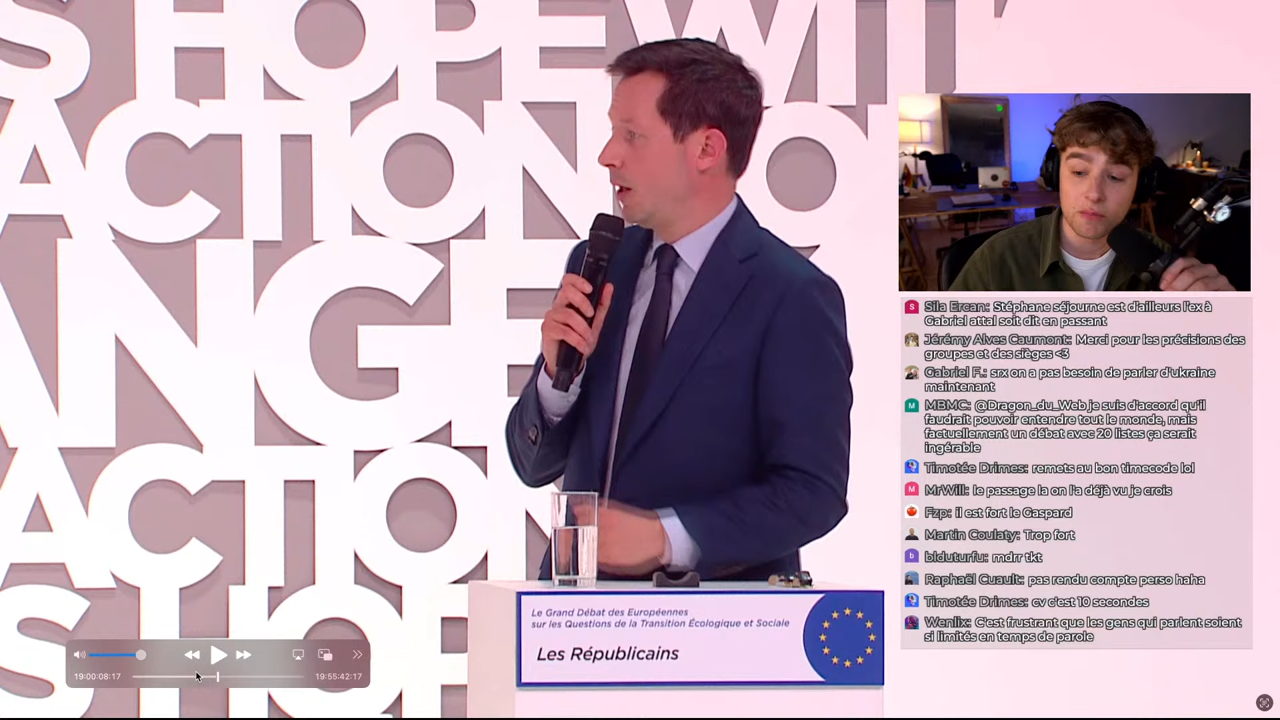 S HOPE WIL
ACTION
ANGE
ACTION
SHOP
Le Grand Débat des Européennes
sur les Questions de la Transition Écologique et Sociale
Les Républicains
19:00:08:17
19:55:42:17
S
Sila Ercan: Stéphane séjourne est d'ailleurs l'ex à
Gabriel attal soit dit en passant
Jérémy Alves Caumont: Merci pour les précisions des
groupes et des sièges <3
Gabriel F.: srx on a pas besoin de parler d'ukraine
maintenant
M
MBMC: @Dragon_du_Web je suis d'accord qu'il
faudrait pouvoir entendre tout le monde, mais
factuellement un débat avec 20 listes ça serait
ingérable
Timotée Drimes: remets au bon timecode lol
M
MrWill: le passage la on l'a déjà vu je crois
Fzp: il est fort le Gaspard
Martin Coulaty: Trop fort
b
biduturfu: mdrr tkt
Raphaël Cuault: pas rendu compte perso haha
Timotée Drimes: cv c'est 10 secondes
Wenlix: C'est frustrant que les gens qui parlent soient
si limités en temps de parole